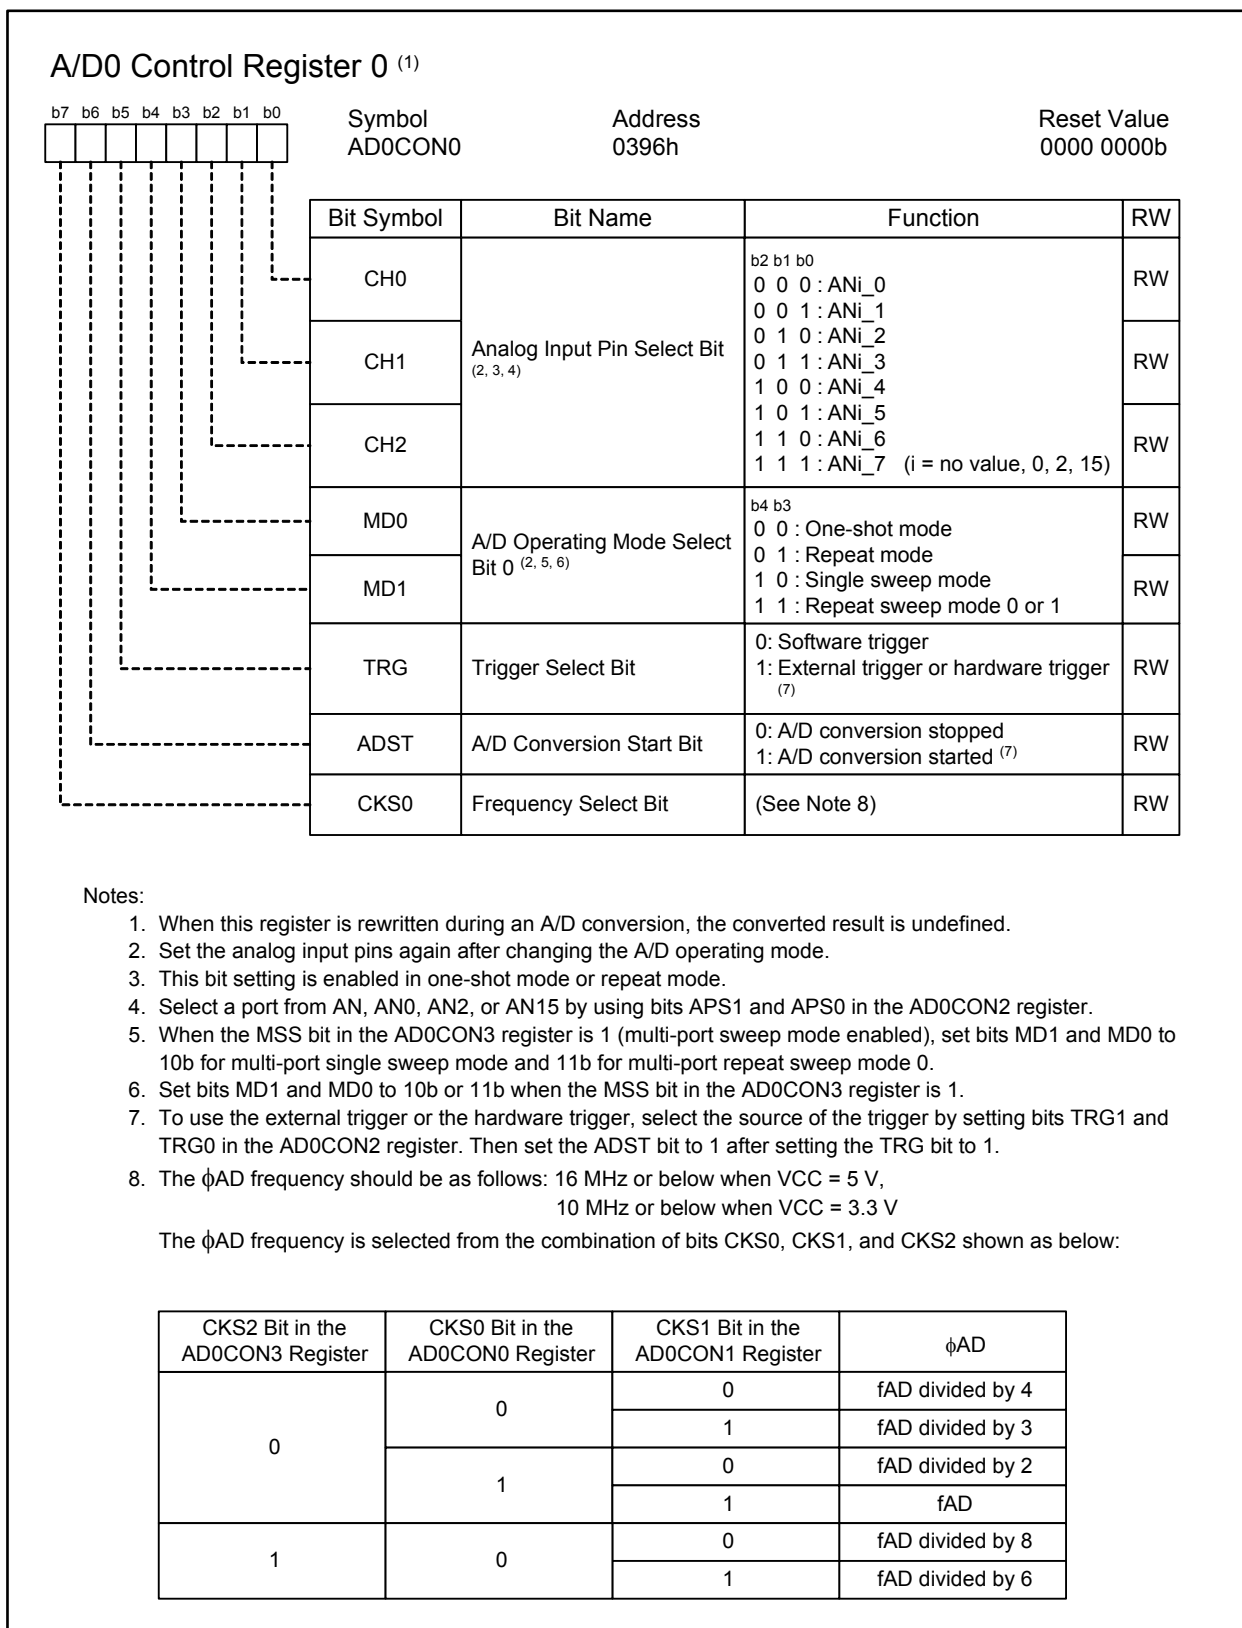 A/D0 Control Register 0 (1)
b7 b6 b5 b4 b3 b2 b1 b0
Symbol Address Reset Value
AD0CON0 0396h 0000 0000b
Bit Symbol Bit Name Function RW
CH0
CH1
CH2
Analog Input Pin Select Bit
(2, 3, 4)
b2 b1 b0
0 0 0 : ANi_0
0 0 1 : ANi_1
0 1 0 : ANi_2
0 1 1 : ANi_3
1 0 0 : ANi_4
1 0 1 : ANi_5
1 1 0 : ANi_6
1 1 1 : ANi_7 (i = no value, 0, 2, 15)
RW
RW
RW
MD0
MD1
A/D Operating Mode Select
Bit 0 (2, 5, 6)
b4 b3
0 0 : One-shot mode
0 1 : Repeat mode
1 0 : Single sweep mode
1 1 : Repeat sweep mode 0 or 1
RW
RW
TRG
Trigger Select Bit
0: Software trigger
1: External trigger or hardware trigger
(7)
RW
ADST
A/D Conversion Start Bit
0: A/D conversion stopped
1: A/D conversion started (7)
RW
CKS0
Frequency Select Bit
(See Note 8)
RW
Notes:
1. When this register is rewritten during an A/D conversion, the converted result is undefined.
2. Set the analog input pins again after changing the A/D operating mode.
3. This bit setting is enabled in one-shot mode or repeat mode.
4. Select a port from AN, AN0, AN2, or AN15 by using bits APS1 and APS0 in the AD0CON2 register.
5. When the MSS bit in the AD0CON3 register is 1 (multi-port sweep mode enabled), set bits MD1 and MD0 to
10b for multi-port single sweep mode and 11b for multi-port repeat sweep mode 0.
6. Set bits MD1 and MD0 to 10b or 11b when the MSS bit in the AD0CON3 register is 1.
7. To use the external trigger or the hardware trigger, select the source of the trigger by setting bits TRG1 and
TRG0 in the AD0CON2 register. Then set the ADST bit to 1 after setting the TRG bit to 1.
8. The ϕAD frequency should be as follows: 16 MHz or below when VCC = 5 V,
10 MHz or below when VCC = 3.3 V
The ϕAD frequency is selected from the combination of bits CKS0, CKS1, and CKS2 shown as below:
CKS2 Bit in the
AD0CON3 Register
CKS0 Bit in the
AD0CON0 Register
CKS1 Bit in the
AD0CON1 Register
ϕAD
0
0
0 fAD divided by 4
1 fAD divided by 3
1
0 fAD divided by 2
1 fAD
1
0
0 fAD divided by 8
1 fAD divided by 6